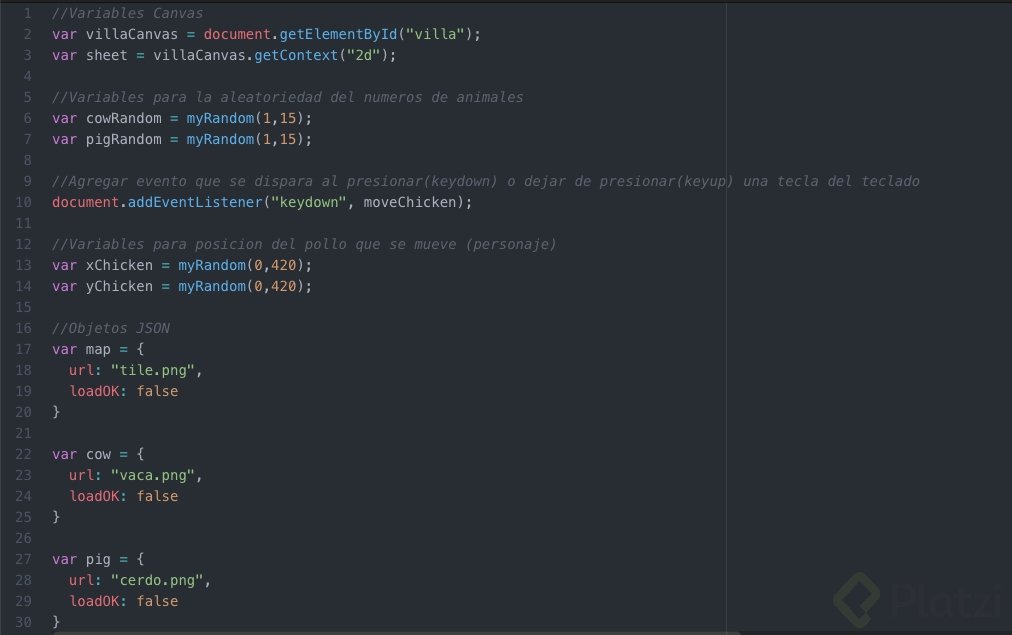 1 //Variables Canvas
2 var villaCanvas = document.getElementById("villa");
3 var sheet = villaCanvas.getContext("2d");
4
5 //Variables para la aleatoriedad del numeros de animales
6 var cowRandom = myRandom(1,15);
7 var pigRandom = myRandom(1,15);
8
9 //Agregar evento que se dispara al presionar(keydown) o dejar de presionar(keyup) una tecla del teclado
10 document.addEventListener("keydown", moveChicken);
11
12 //Variables para posicion del pollo que se mueve (personaje)
13 var xChicken = myRandom(0,420);
14 var yChicken = myRandom(0,420);
15
16 //Objetos JSON
17 var map = {
18   url: "tile.png",
19   loadOK: false
20 }
21
22 var cow = {
23   url: "vaca.png",
24   loadOK: false
25 }
26
27 var pig = {
28   url: "cerdo.png",
29   loadOK: false
30 }
Platzi